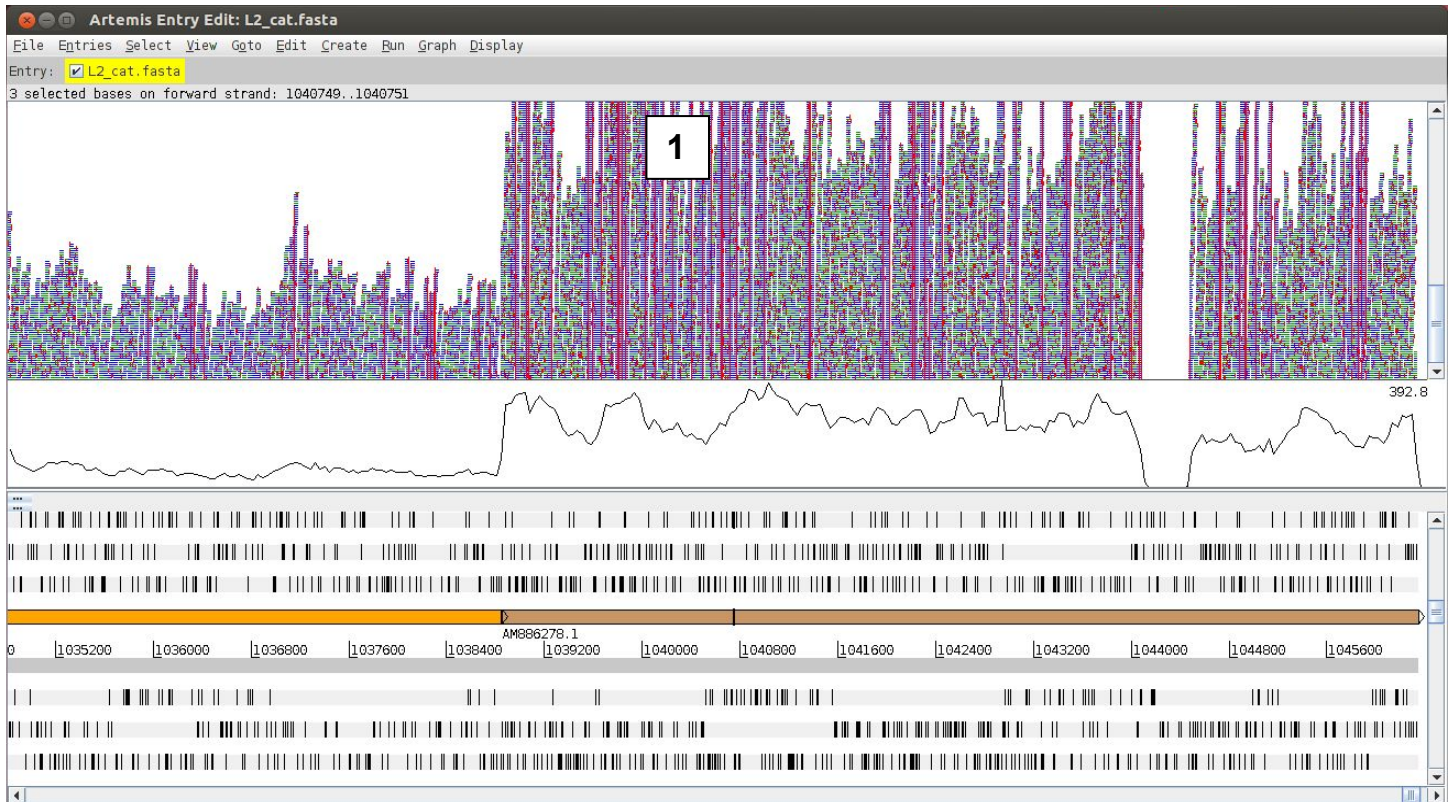 Artemis Entry Edit: L2_cat.fasta
File Entries Select View Goto Edit Create Run Graph Display
Entry: L2_cat.fasta
3 selected bases on forward strand: 1040749..1040751
1
392.8
AM886278.1
0 1035200 1036000 1036800 1037600 1038400 1039200 1040000 1040800 1041600 1042400 1043200 1044000 1044800 1045600